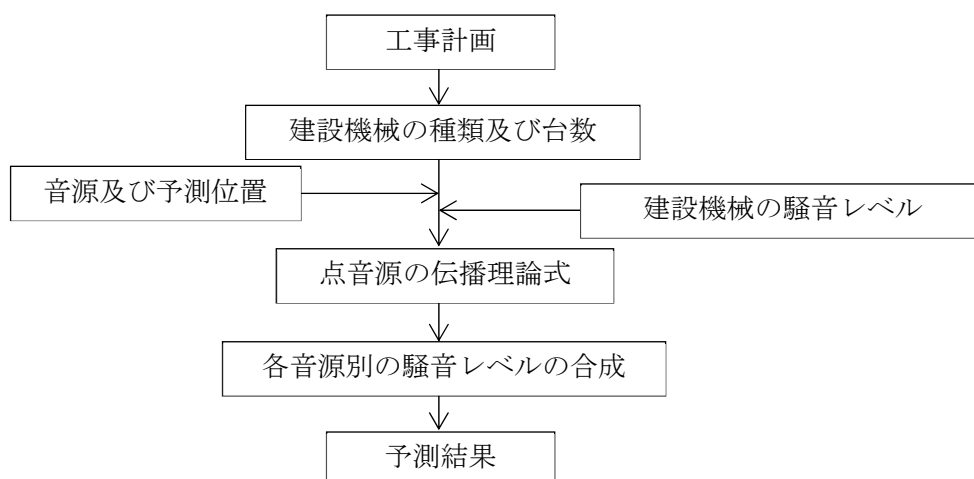 工事計画
建設機械の種類及び台数
音源及び予測位置
建設機械の騒音レベル
点音源の伝播理論式
各音源別の騒音レベルの合成
予測結果